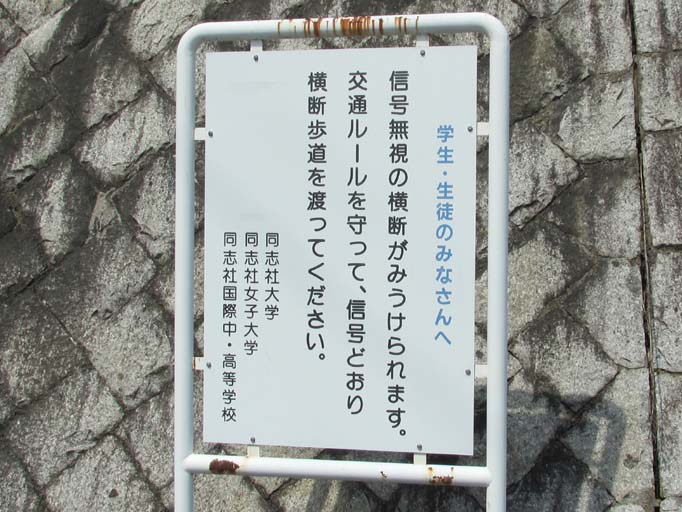 学生・生徒のみなさんへ
信号無視の横断がみうけられます。
交通ルールを守って、信号どおり
横断歩道を渡ってください。
同志社大学
同志社女子大学
同志社国際中・高等学校